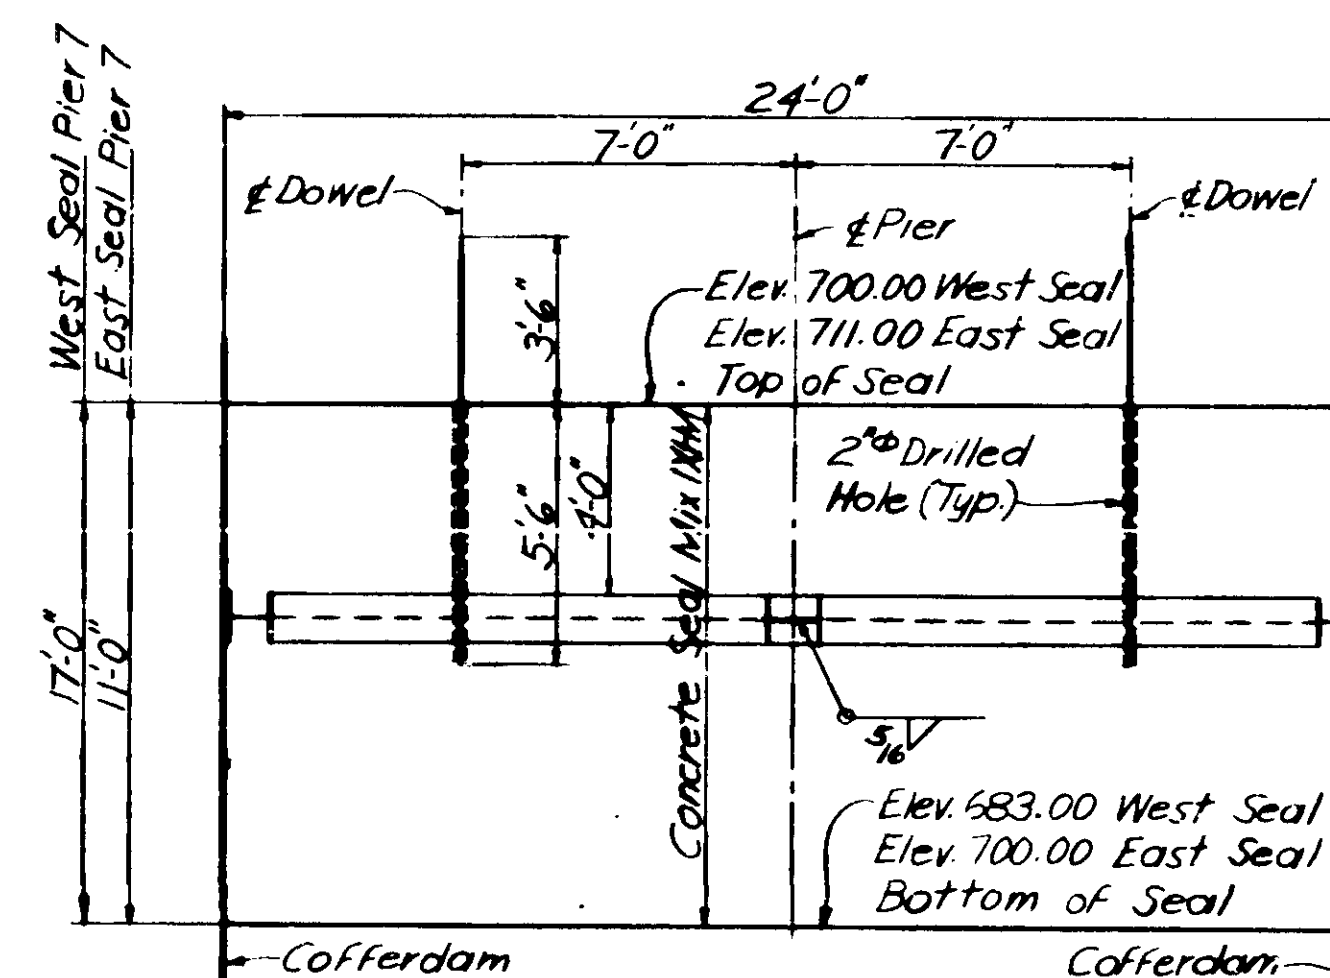 West Seal Pier 7
East Seal Pier 7
24'-0"
7'-0"
7'-0"
℄ Dowel
℄ Dowel
℄ Pier
3'-6"
Elev. 700.00 West Seal
Elev. 711.00 East Seal
Top of Seal
2"Φ Drilled
Hole (Typ.)
5'-6"
4'-0"
Concrete Seal Mix 1XHM
17'-0"
11'-0"
5/16
Elev. 683.00 West Seal
Elev. 700.00 East Seal
Bottom of Seal
Cofferdam
Cofferdam